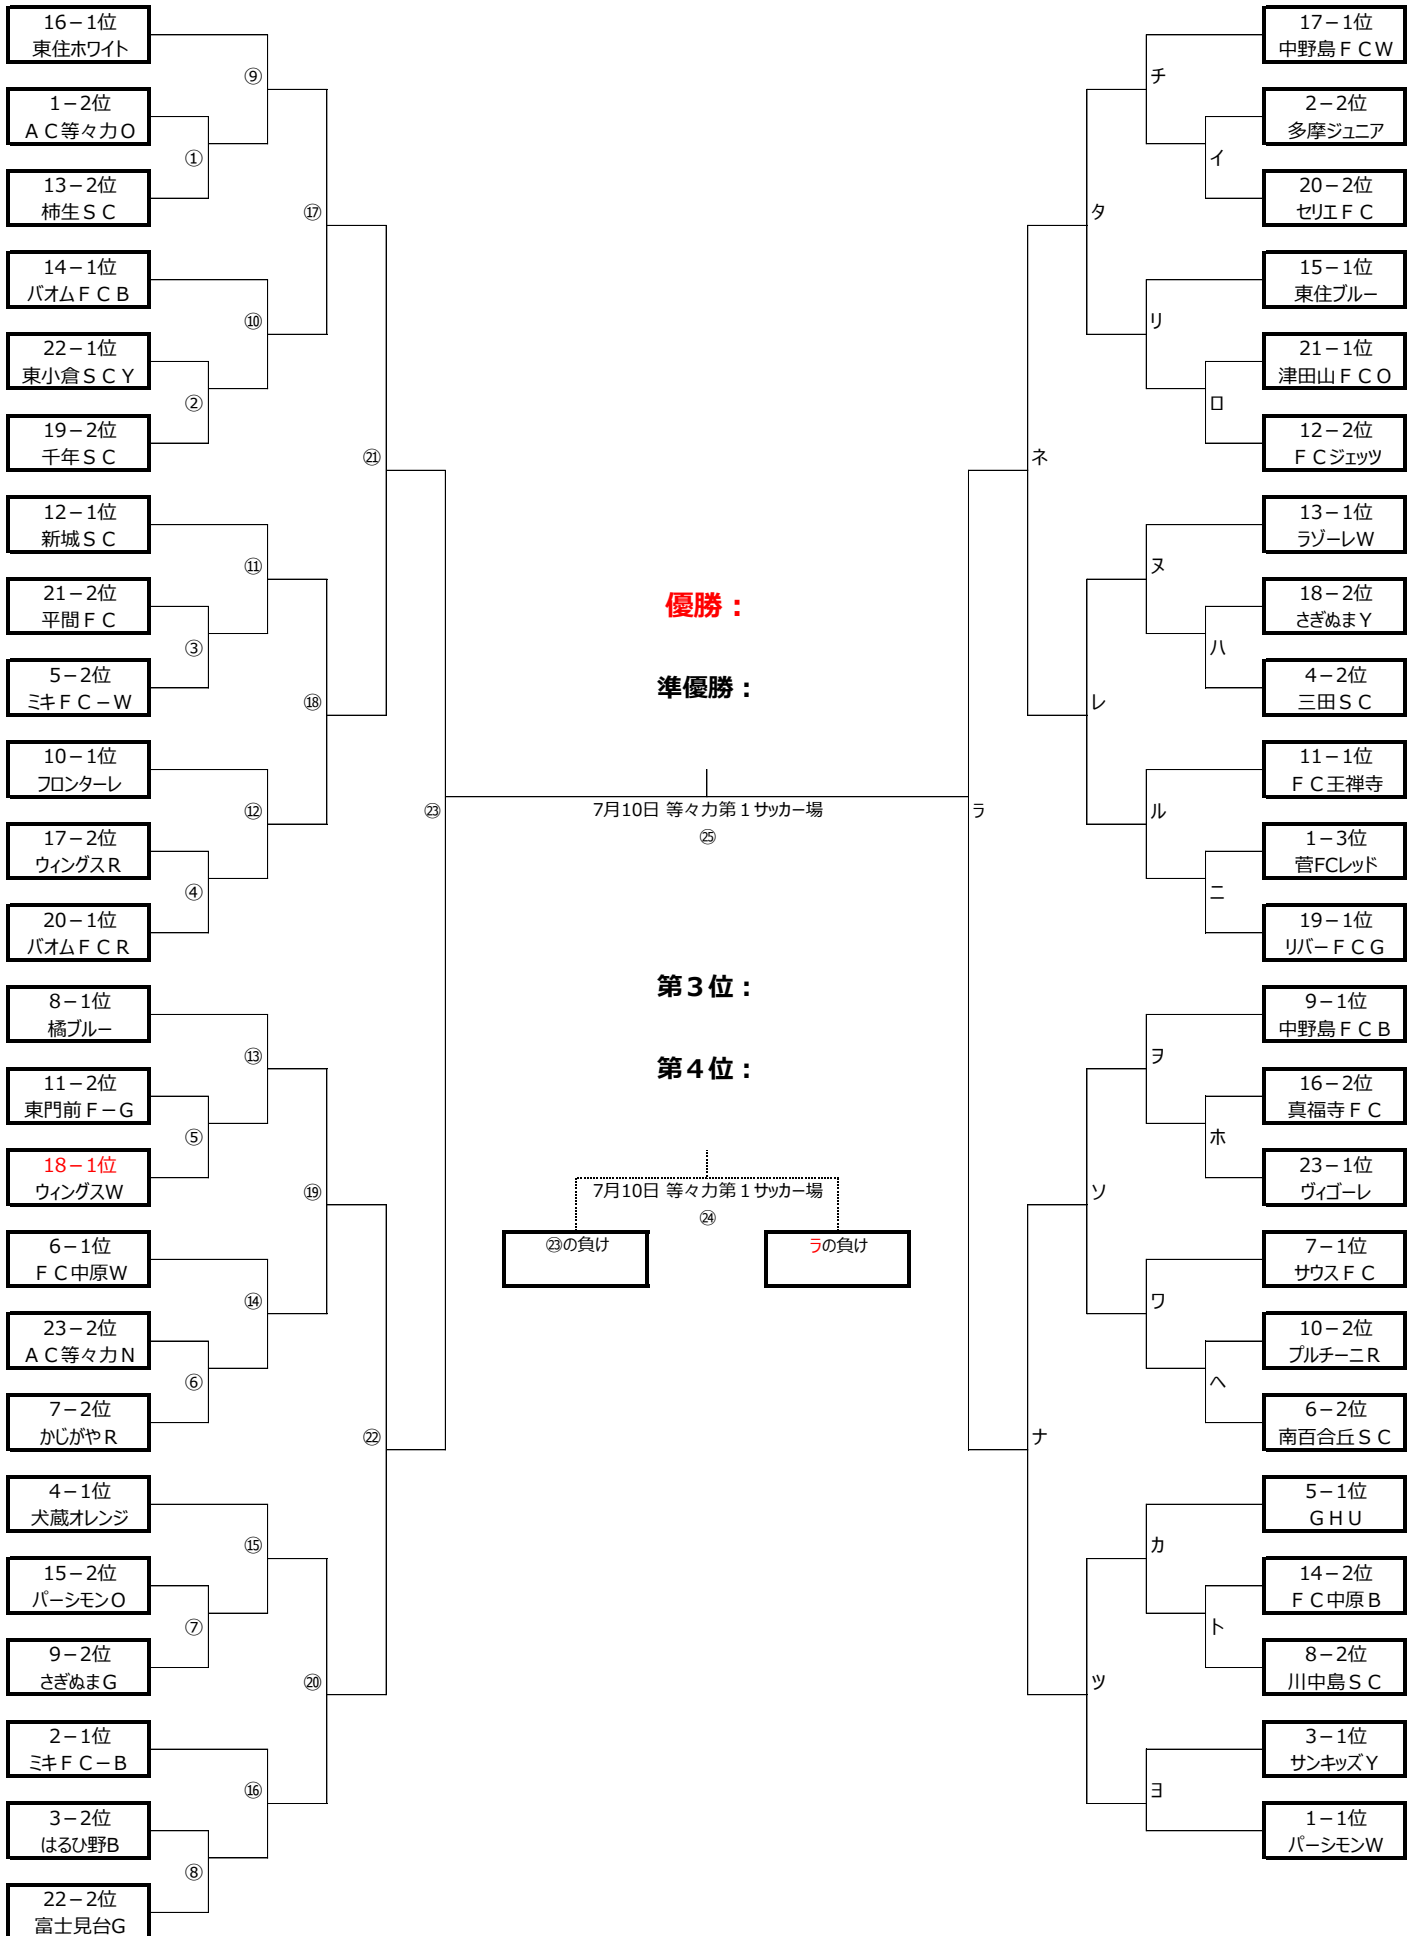 16－1位
東住ホワイト
⑨
1－2位
ＡＣ等々力Ｏ
①
13－2位
柿生ＳＣ
⑰
14－1位
バオムＦＣＢ
⑩
22－1位
東小倉ＳＣＹ
②
19－2位
千年ＳＣ
㉑
12－1位
新城ＳＣ
⑪
21－2位
平間ＦＣ
③
5－2位
ミキＦＣ－Ｗ
⑱
10－1位
フロンターレ
⑫
17－2位
ウィングスＲ
④
20－1位
バオムＦＣＲ
㉓
8－1位
橘ブルー
⑬
11－2位
東門前Ｆ－Ｇ
⑤
18－1位
ウィングスＷ
⑲
6－1位
ＦＣ中原Ｗ
⑭
23－2位
ＡＣ等々力Ｎ
⑥
7－2位
かじがやＲ
㉒
4－1位
犬蔵オレンジ
⑮
15－2位
パーシモンＯ
⑦
9－2位
さぎぬまＧ
⑳
2－1位
ミキＦＣ－Ｂ
⑯
3－2位
はるひ野B
⑧
22－2位
富士見台G
優勝：
準優勝：
7月10日 等々力第１サッカー場
㉕
第３位：
第４位：
7月10日 等々力第１サッカー場
㉔
㉓の負け
ラの負け
17－1位
中野島ＦＣＷ
チ
2－2位
多摩ジュニア
イ
20－2位
セリエＦＣ
タ
15－1位
東住ブルー
リ
21－1位
津田山ＦＣＯ
ロ
12－2位
ＦＣジェッツ
ネ
13－1位
ラゾーレＷ
ヌ
18－2位
さぎぬまＹ
ハ
4－2位
三田ＳＣ
レ
11－1位
ＦＣ王禅寺
ル
1－3位
菅FCレッド
ニ
19－1位
リバーＦＣＧ
ラ
9－1位
中野島ＦＣＢ
ヲ
16－2位
真福寺ＦＣ
ホ
23－1位
ヴィゴーレ
ソ
7－1位
サウスＦＣ
ワ
10－2位
プルチーニＲ
ヘ
6－2位
南百合丘ＳＣ
ナ
5－1位
ＧＨＵ
カ
14－2位
ＦＣ中原Ｂ
ト
8－2位
川中島ＳＣ
ツ
3－1位
サンキッズＹ
ヨ
1－1位
パーシモンW